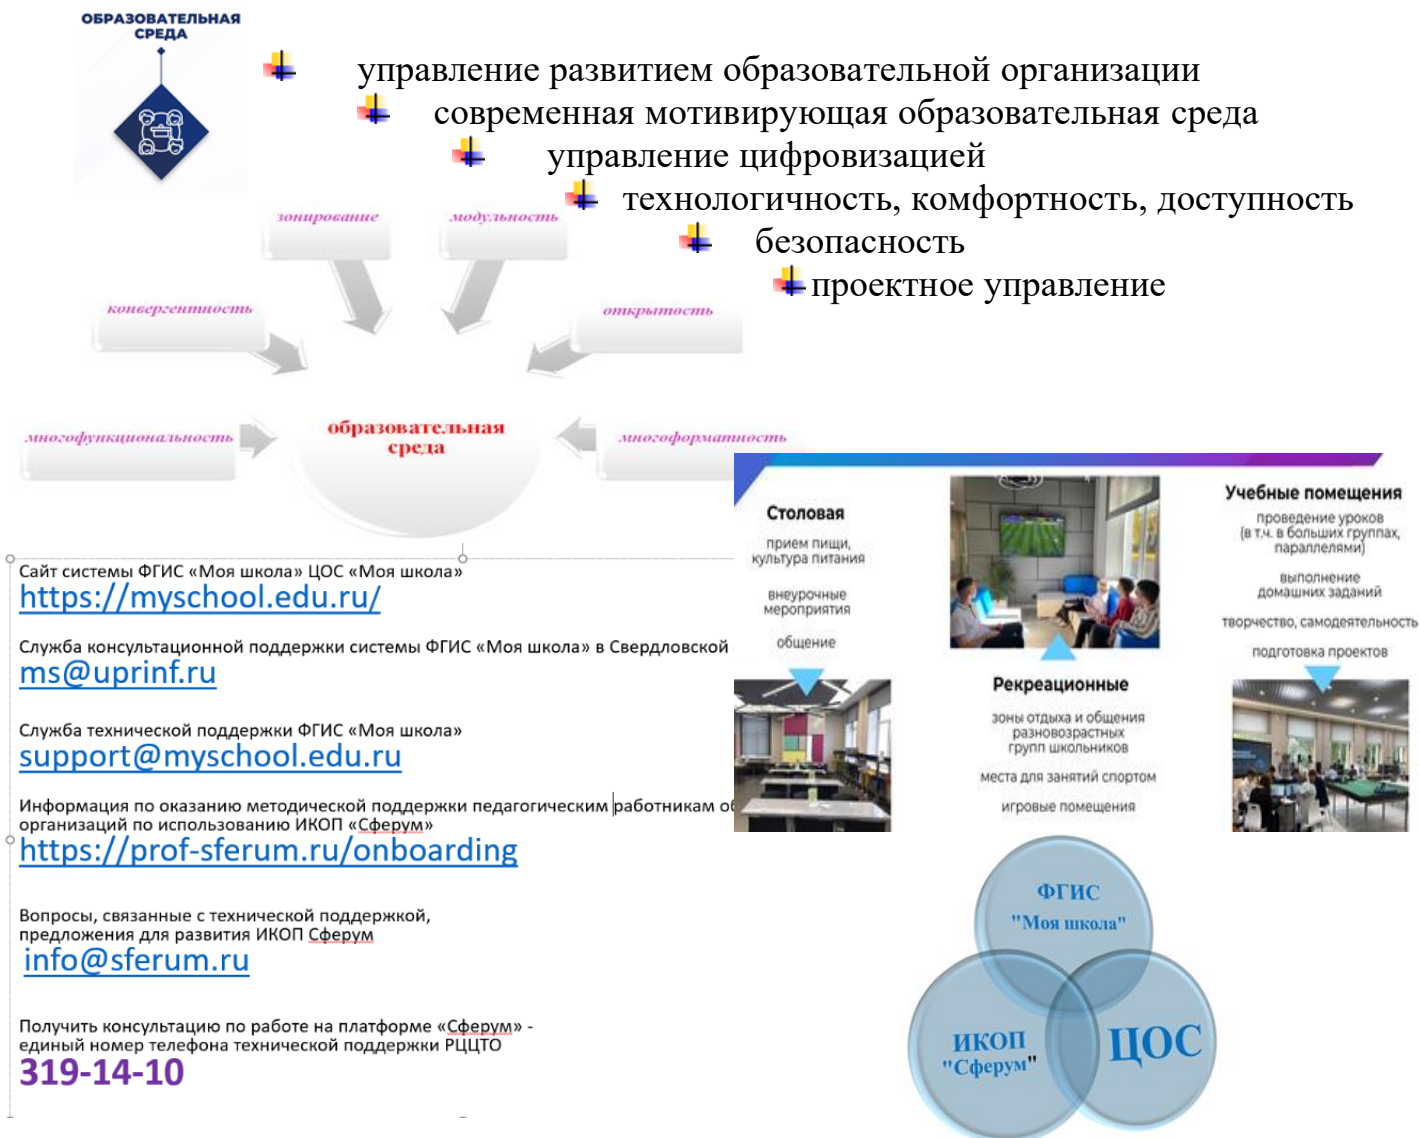 ОБРАЗОВАТЕЛЬНАЯ
СРЕДА
управление развитием образовательной организации
современная мотивирующая образовательная среда
управление цифровизацией
технологичность, комфортность, доступность
безопасность
проектное управление
зонирование
модульность
конвергентность
открытость
многофункциональность
образовательная
среда
многоформатность
Столовая
прием пищи,
культура питания
внеурочные
мероприятия
общение
Рекреационные
зоны отдыха и общения
разновозрастных
групп школьников
места для занятий спортом
игровые помещения
Учебные помещения
проведение уроков
(в т.ч. в больших группах,
параллелями)
выполнение
домашних заданий
творчество, самодеятельность
подготовка проектов
Сайт системы ФГИС «Моя школа» ЦОС «Моя школа»
https://myschool.edu.ru/
Служба консультационной поддержки системы ФГИС «Моя школа» в Свердловской
ms@uprinf.ru
Служба технической поддержки ФГИС «Моя школа»
support@myschool.edu.ru
Информация по оказанию методической поддержки педагогическим работникам об
организаций по использованию ИКОП «Сферум»
https://prof-sferum.ru/onboarding
Вопросы, связанные с технической поддержкой,
предложения для развития ИКОП Сферум
info@sferum.ru
Получить консультацию по работе на платформе «Сферум» -
единый номер телефона технической поддержки РЦЦТО
319-14-10
ФГИС
"Моя школа"
ИКОП
"Сферум"
ЦОС